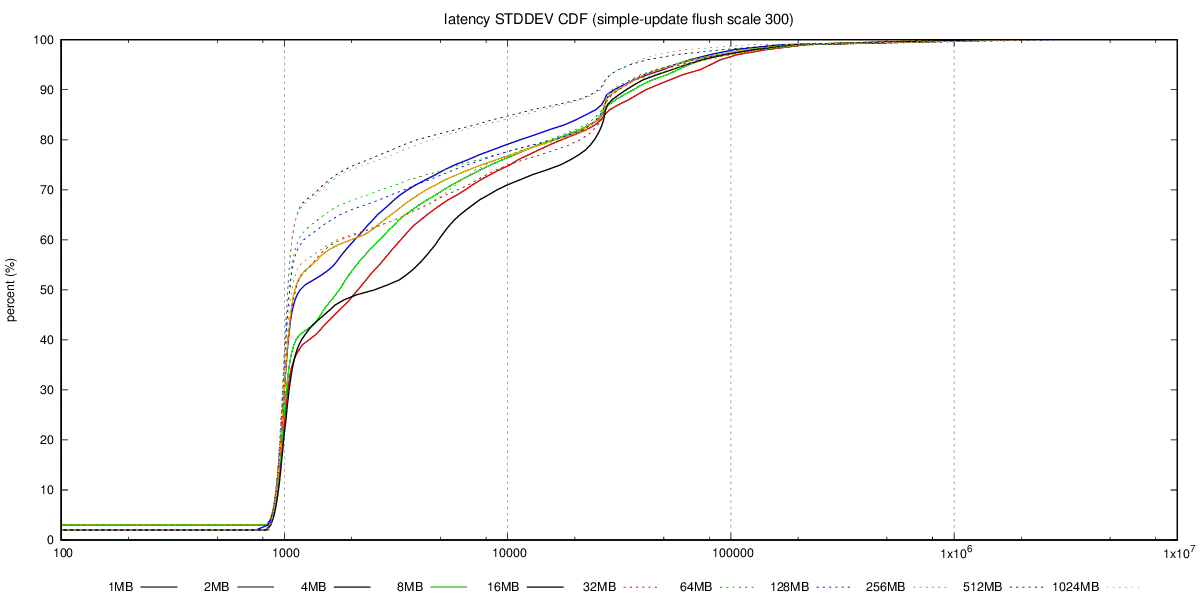 latency STDDEV CDF (simple-update flush scale 300)
100
90
80
70
60
50
40
30
20
10
0
percent (%)
100 1000 10000 100000 1x10^6 1x10^7
1MB 2MB 4MB 8MB 16MB 32MB 64MB 128MB 256MB 512MB 1024MB